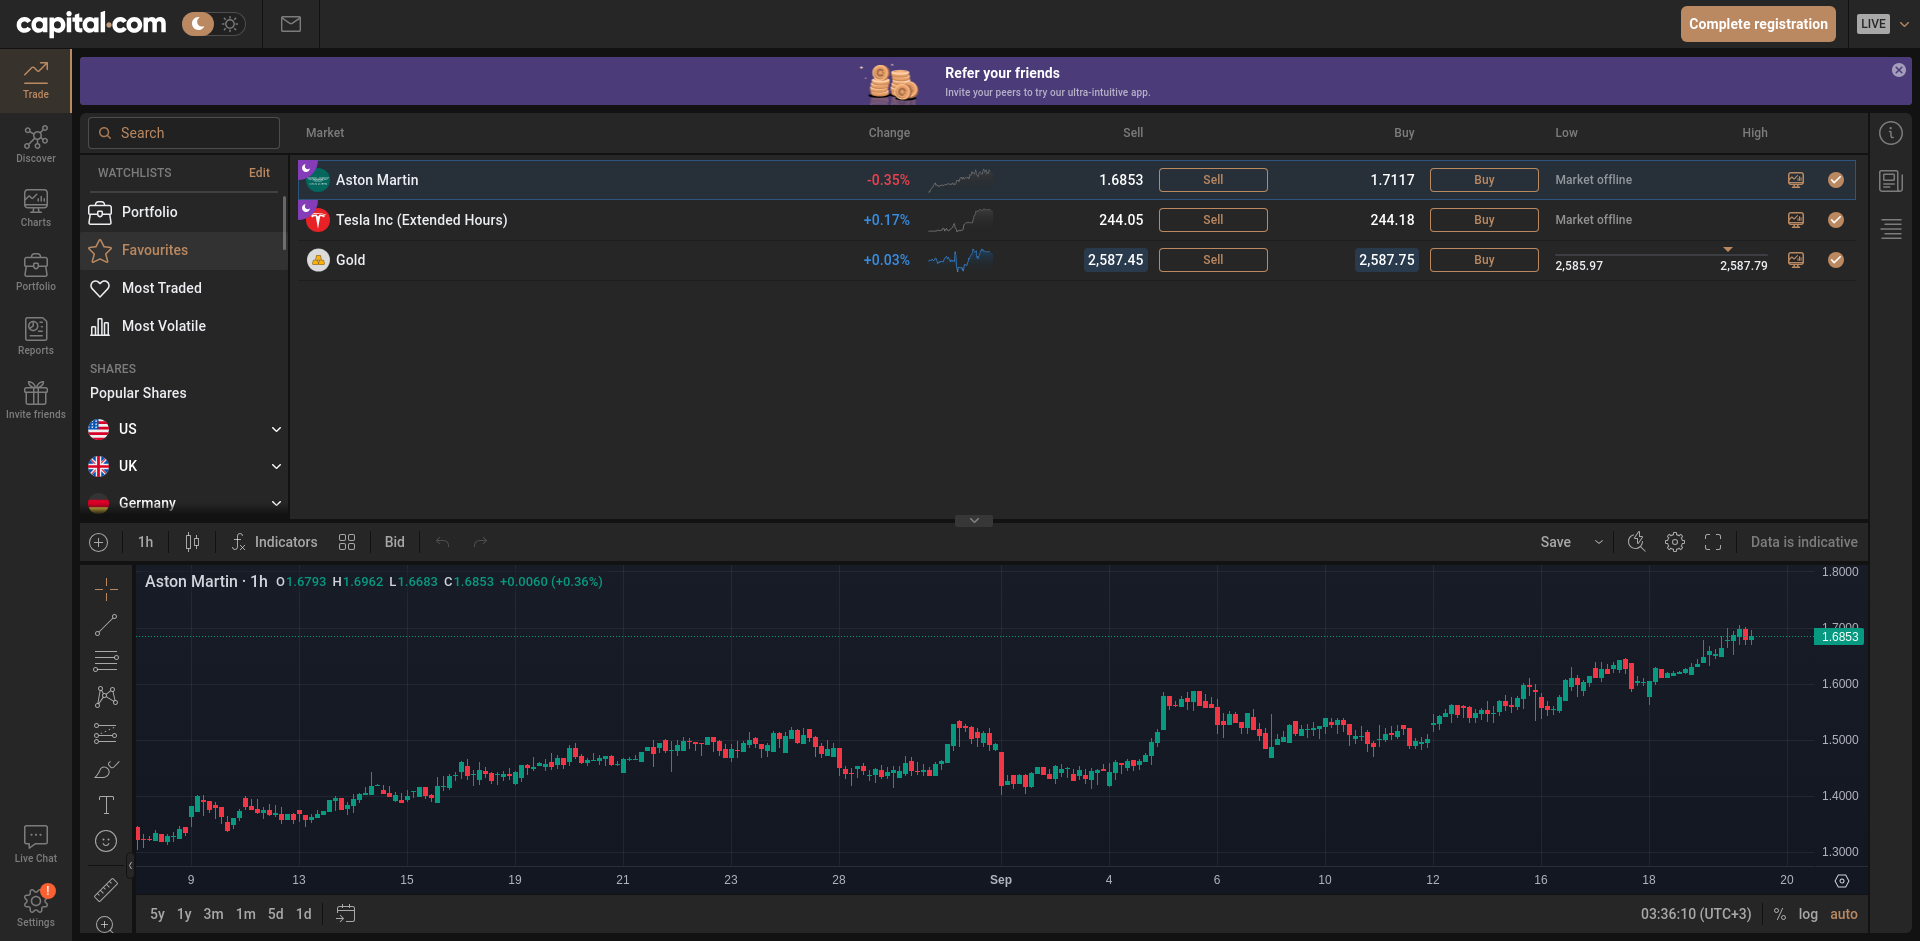 capital.com
Complete registration
LIVE
Trade
Discover
Charts
Portfolio
Reports
Invite friends
Live Chat
!
Settings
Refer your friends
Invite your peers to try our ultra-intuitive app.
Search
WATCHLISTS Edit
Portfolio
Favourites
Most Traded
Most Volatile
SHARES
Popular Shares
US
UK
Germany
Market Change Sell Buy Low High
Aston Martin -0.35% 1.6853 Sell 1.7117 Buy Market offline
Tesla Inc (Extended Hours) +0.17% 244.05 Sell 244.18 Buy Market offline
Gold +0.03% 2,587.45 Sell 2,587.75 Buy 2,585.97 2,587.79
1h Indicators Bid Save Data is indicative
Aston Martin · 1h O1.6793 H1.6962 L1.6683 C1.6853 +0.0060 (+0.36%)
1.8000
1.7000
1.6853
1.6000
1.5000
1.4000
1.3000
9 13 15 19 21 23 28 Sep 4 6 10 12 16 18 20
5y 1y 3m 1m 5d 1d 03:36:10 (UTC+3) % log auto